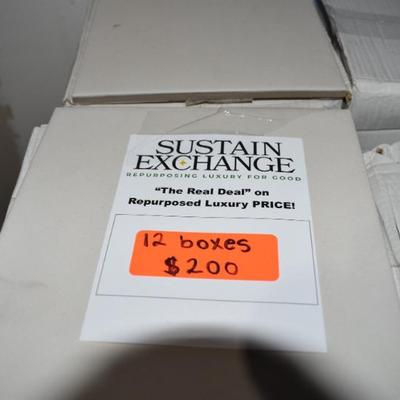 SUSTAIN
EXCHANGE
REPURPOSING LUXURY FOR GOOD
“The Real Deal” on
Repurposed Luxury PRICE!
12 boxes
$200